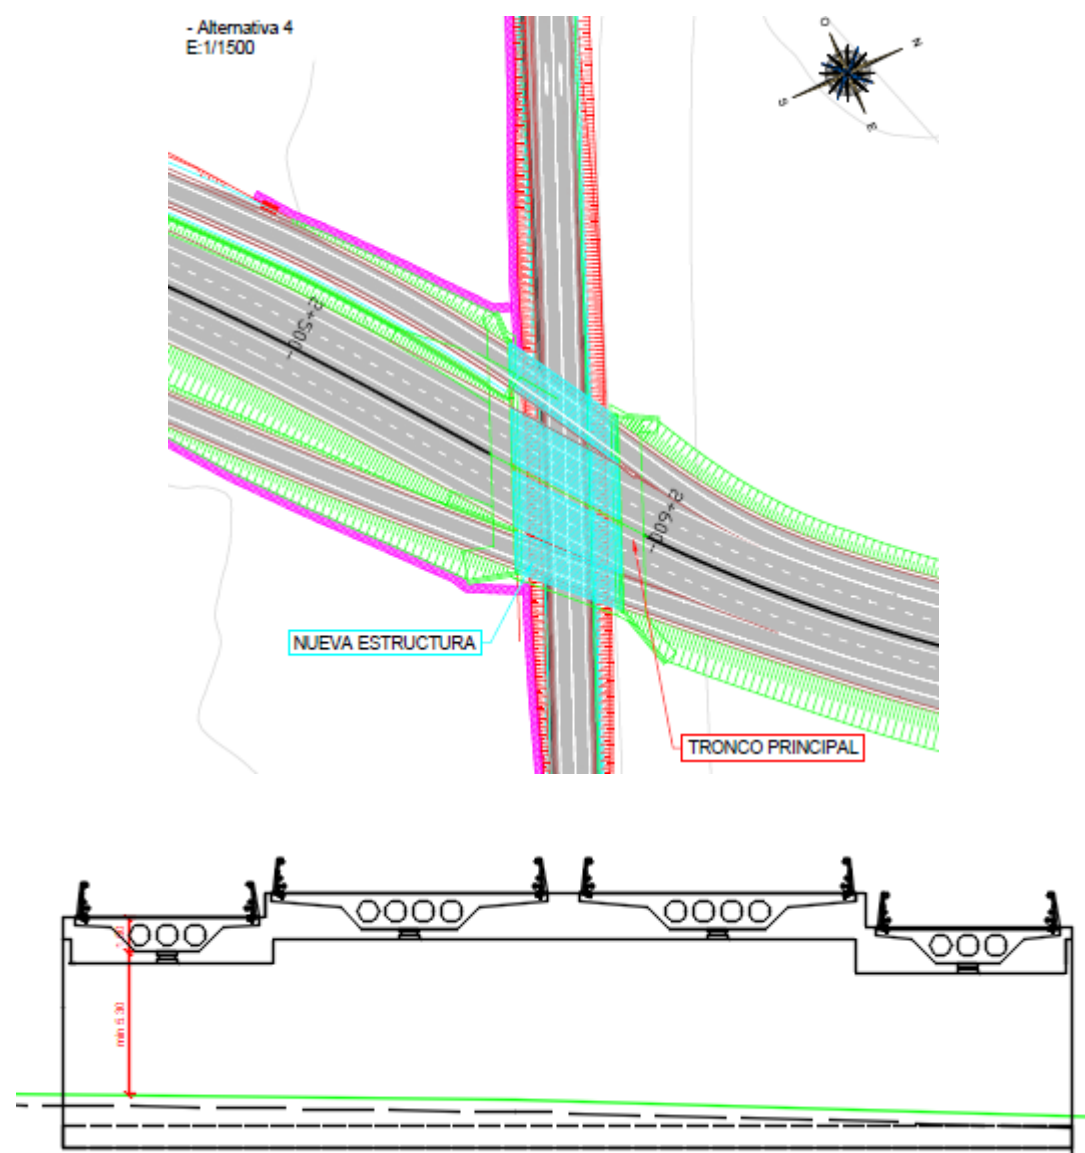 - Alternativa 4
E:1/1500
O
N
S
E
2+500
2+600
NUEVA ESTRUCTURA
TRONCO PRINCIPAL
min 5.30